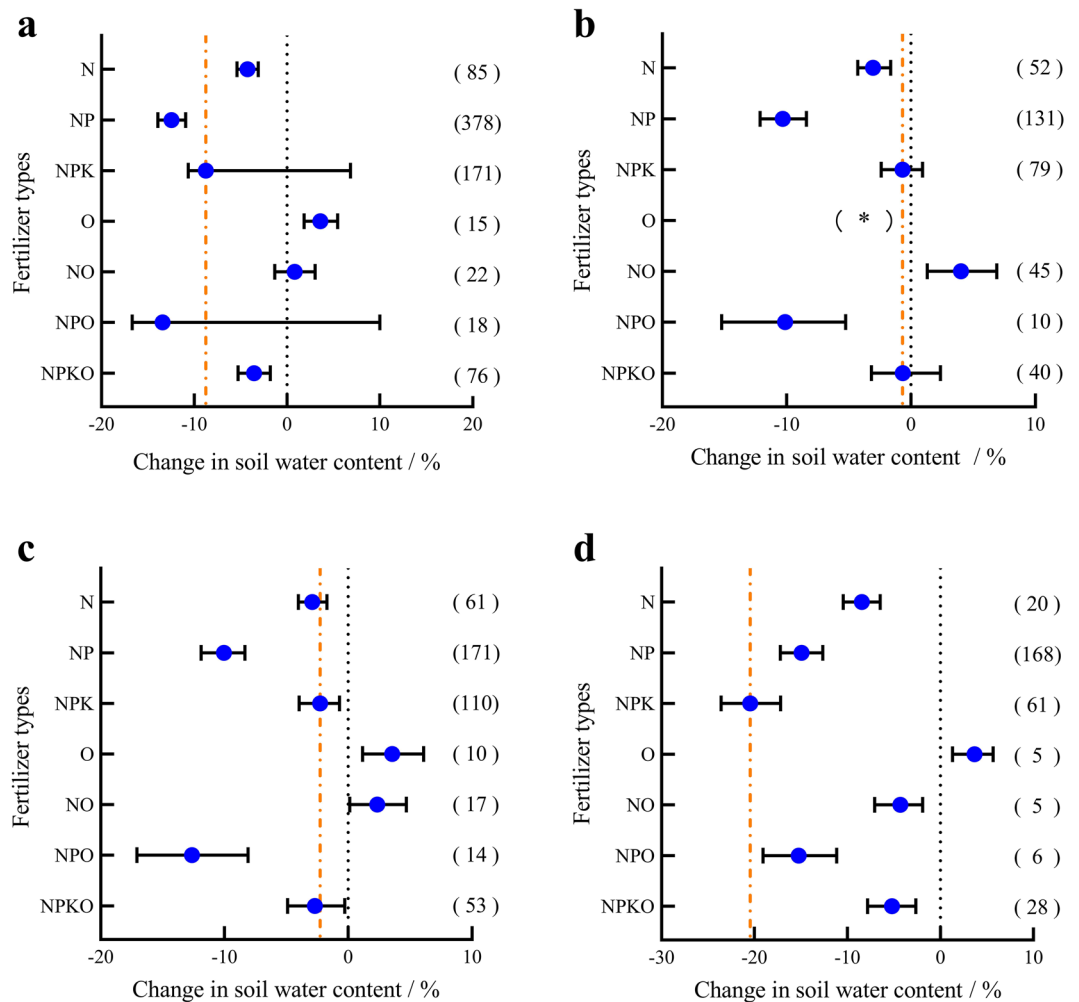 a
Fertilizer types
N ( 85 )
NP (378)
NPK (171)
O ( 15 )
NO ( 22 )
NPO ( 18 )
NPKO ( 76 )
-20 -10 0 10 20
Change in soil water content / %
b
Fertilizer types
N ( 52 )
NP (131)
NPK ( 79 )
O ( * )
NO ( 45 )
NPO ( 10 )
NPKO ( 40 )
-20 -10 0 10
Change in soil water content / %
c
Fertilizer types
N ( 61 )
NP (171)
NPK (110)
O ( 10 )
NO ( 17 )
NPO ( 14 )
NPKO ( 53 )
-20 -10 0 10
Change in soil water content / %
d
Fertilizer types
N ( 20 )
NP (168)
NPK ( 61 )
O ( 5 )
NO ( 5 )
NPO ( 6 )
NPKO ( 28 )
-30 -20 -10 0 10
Change in soil water content / %